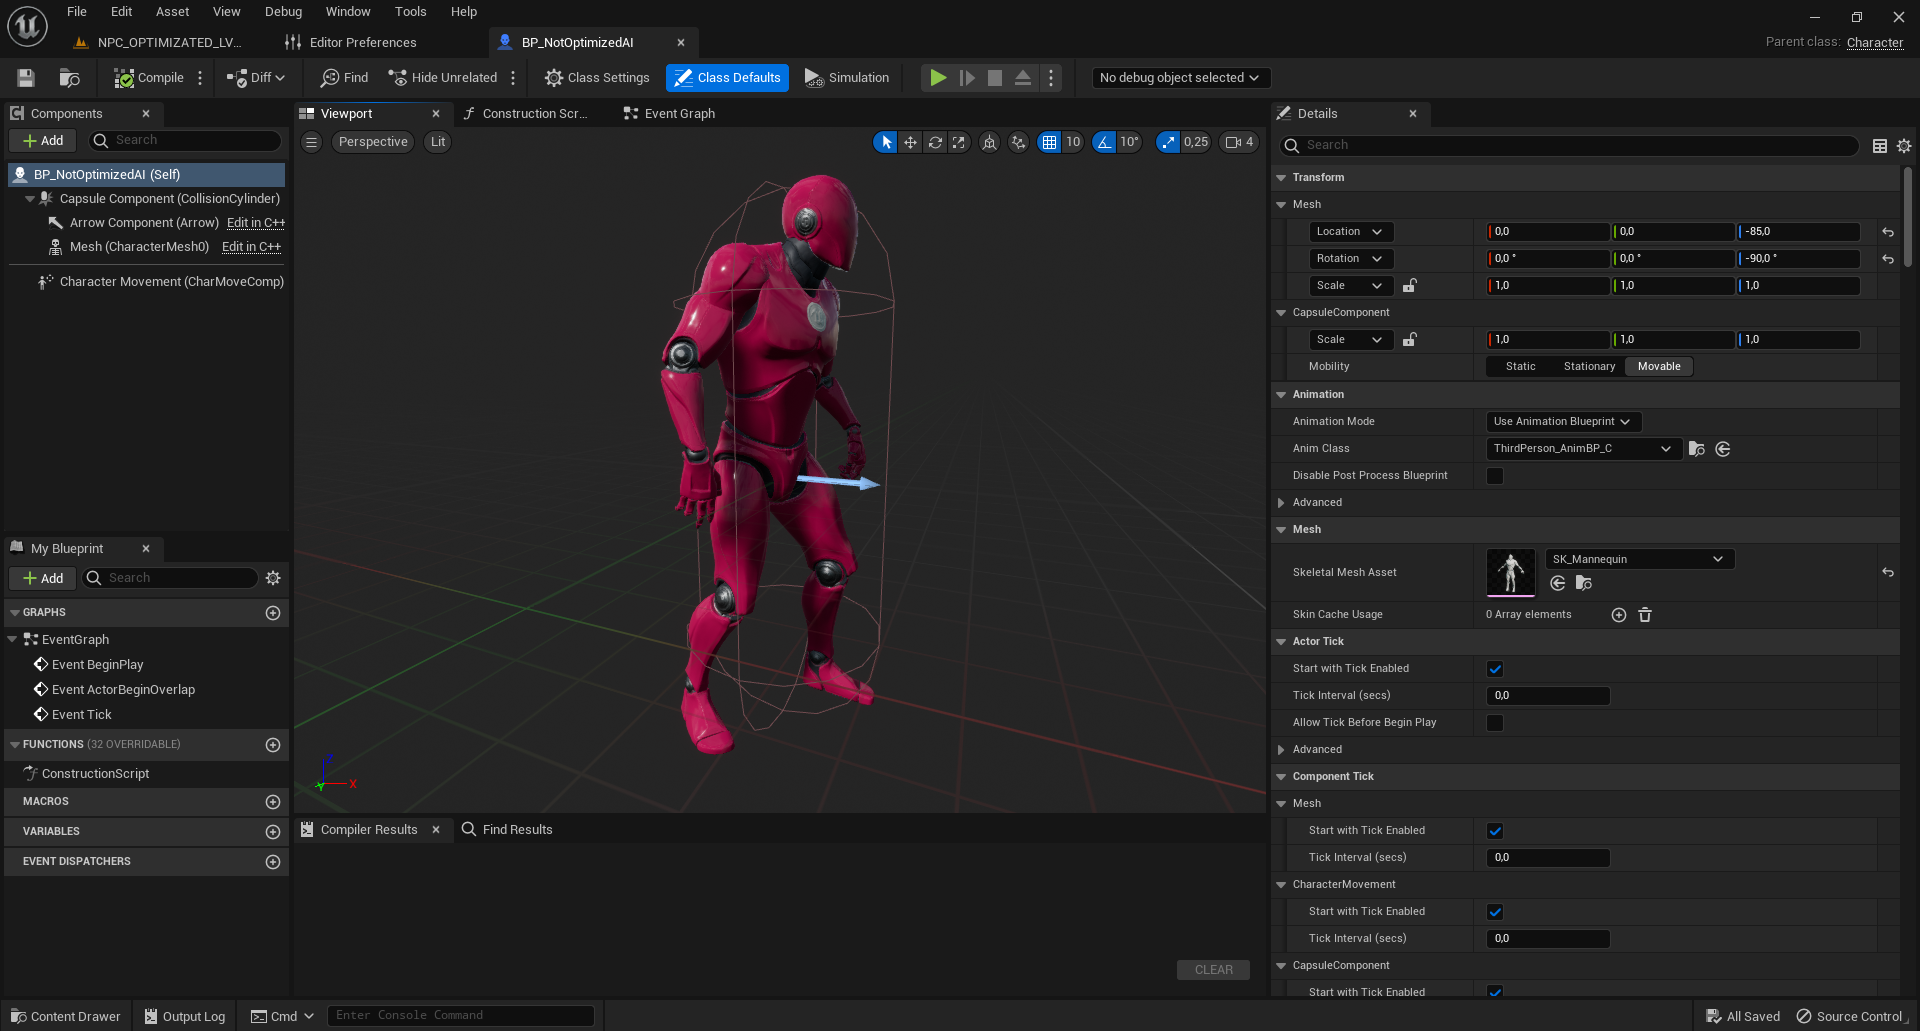 File Edit Asset View Debug Window Tools Help
NPC_OPTIMIZATED_LV... Editor Preferences BP_NotOptimizedAI
Parent class: Character
Compile Diff Find Hide Unrelated Class Settings Class Defaults Simulation No debug object selected
Components
Add Search
BP_NotOptimizedAI (Self)
Capsule Component (CollisionCylinder)
Arrow Component (Arrow) Edit in C++
Mesh (CharacterMesh0) Edit in C++
Character Movement (CharMoveComp)
My Blueprint
Add Search
GRAPHS
EventGraph
Event BeginPlay
Event ActorBeginOverlap
Event Tick
FUNCTIONS (32 OVERRIDABLE)
ConstructionScript
MACROS
VARIABLES
EVENT DISPATCHERS
Viewport Construction Scr... Event Graph
Perspective Lit 10 10° 0,25 4
Z
X
Y
Compiler Results Find Results
CLEAR
Details
Search
Transform
Mesh
Location 0,0 0,0 -85,0
Rotation 0,0 ° 0,0 ° -90,0 °
Scale 1,0 1,0 1,0
CapsuleComponent
Scale 1,0 1,0 1,0
Mobility Static Stationary Movable
Animation
Animation Mode Use Animation Blueprint
Anim Class ThirdPerson_AnimBP_C
Disable Post Process Blueprint
Advanced
Mesh
Skeletal Mesh Asset SK_Mannequin
Skin Cache Usage 0 Array elements
Actor Tick
Start with Tick Enabled
Tick Interval (secs) 0,0
Allow Tick Before Begin Play
Advanced
Component Tick
Mesh
Start with Tick Enabled
Tick Interval (secs) 0,0
CharacterMovement
Start with Tick Enabled
Tick Interval (secs) 0,0
CapsuleComponent
Start with Tick Enabled
Content Drawer Output Log Cmd Enter Console Command All Saved Source Control